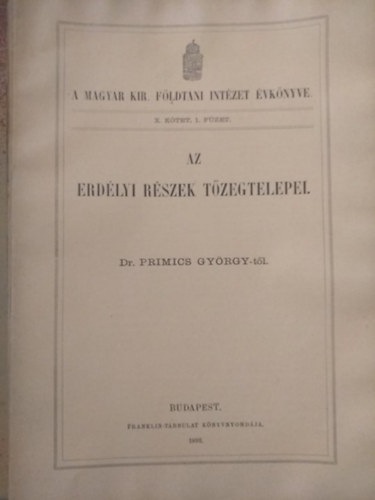 A MAGYAR KIR. FÖLDTANI INTÉZET ÉVKÖNYVE.
X. KÖTET, 1. FÜZET.
AZ
ERDÉLYI RÉSZEK TŐZEGTELEPEI.
Dr. PRIMICS GYÖRGY-től.
BUDAPEST.
FRANKLIN-TÁRSULAT KÖNYVNYOMDÁJA.
1892.